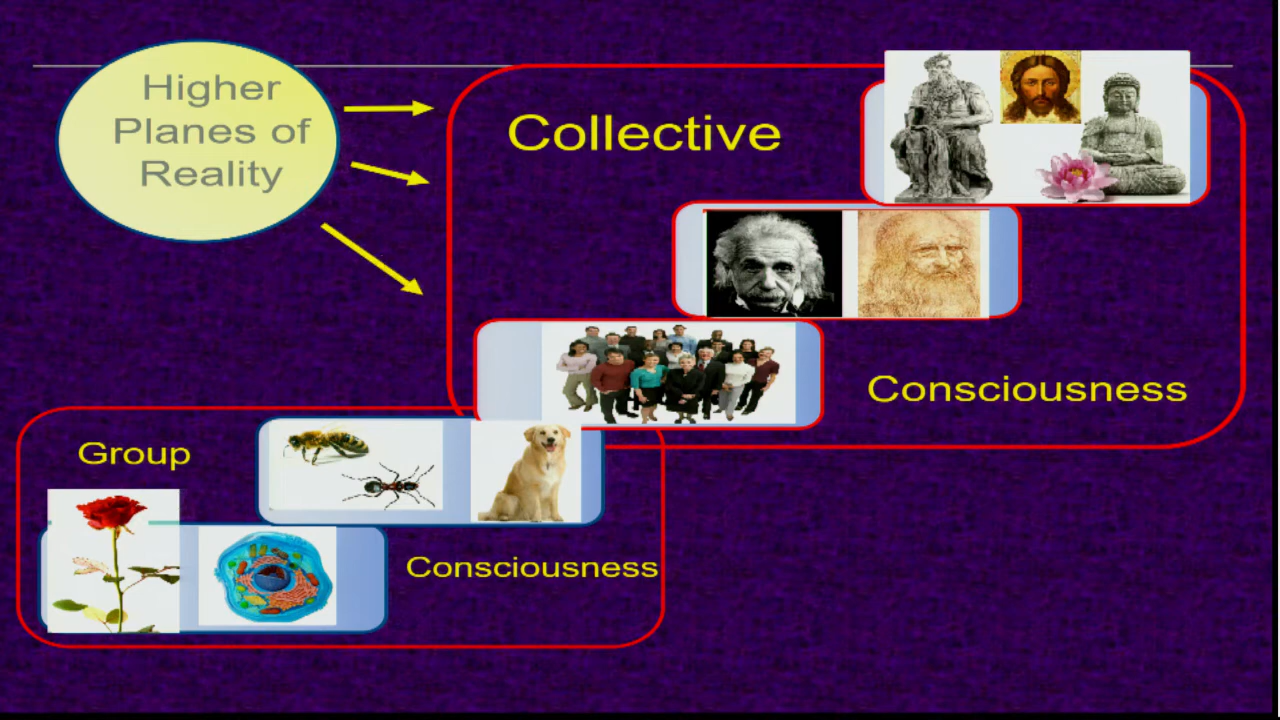 Higher
Planes of
Reality
Collective
Consciousness
Group
Consciousness